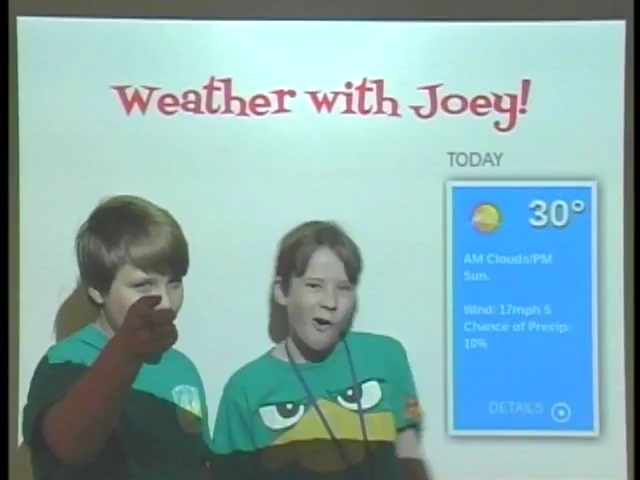 Weather with Joey!
TODAY
30°
AM Clouds/PM
Sun.
Wind: 17mph S
Chance of Precip:
10%
DETAILS